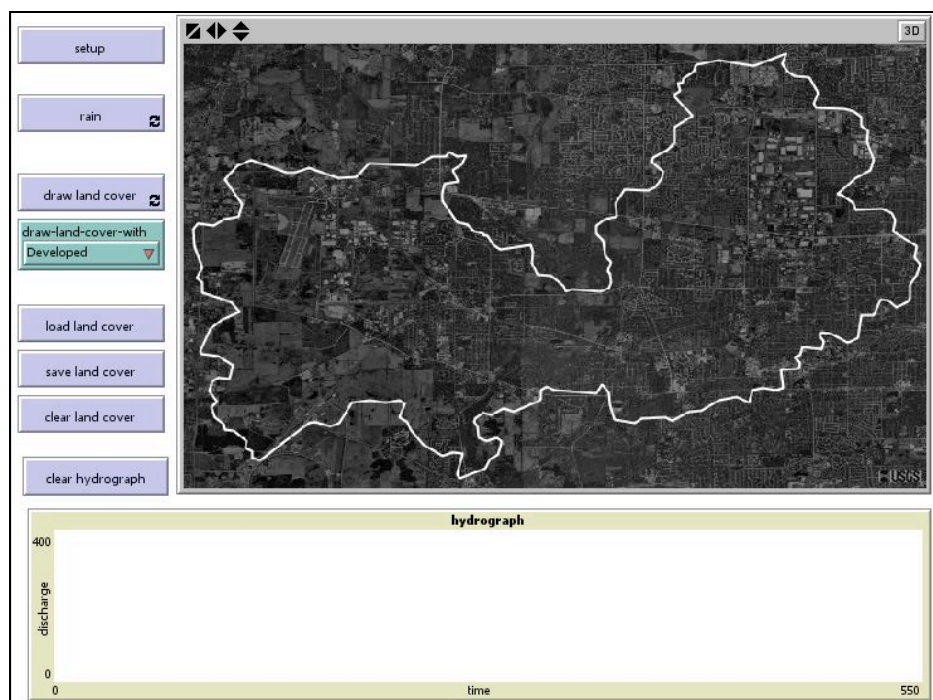 setup
rain
draw land cover
draw-land-cover-with
Developed
load land cover
save land cover
clear land cover
clear hydrograph
3D
USGS
hydrograph
400
discharge
0
0
time
550